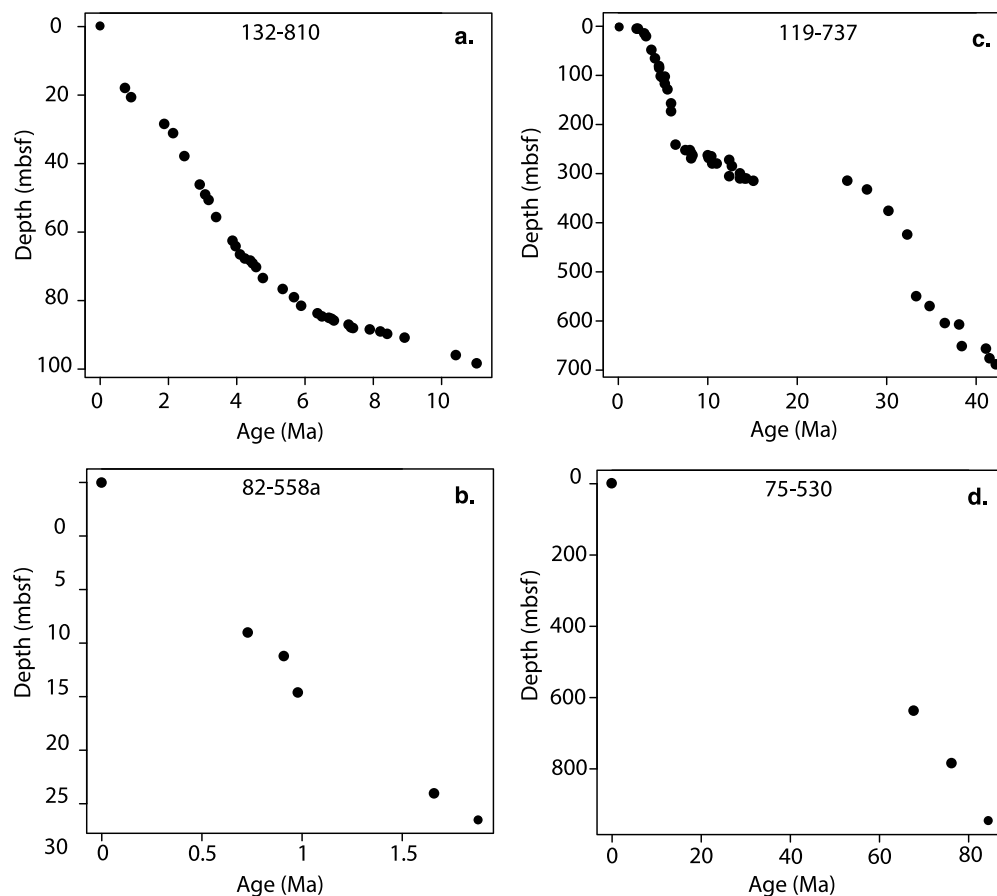 132-810
a.
0
20
40
60
80
100
Depth (mbsf)
0 2 4 6 8 10
Age (Ma)
119-737
c.
0
100
200
300
400
500
600
700
Depth (mbsf)
0 10 20 30 40
Age (Ma)
82-558a
b.
0
5
10
15
20
25
30
Depth (mbsf)
0 0.5 1 1.5
Age (Ma)
75-530
d.
0
200
400
600
800
Depth (mbsf)
0 20 40 60 80
Age (Ma)